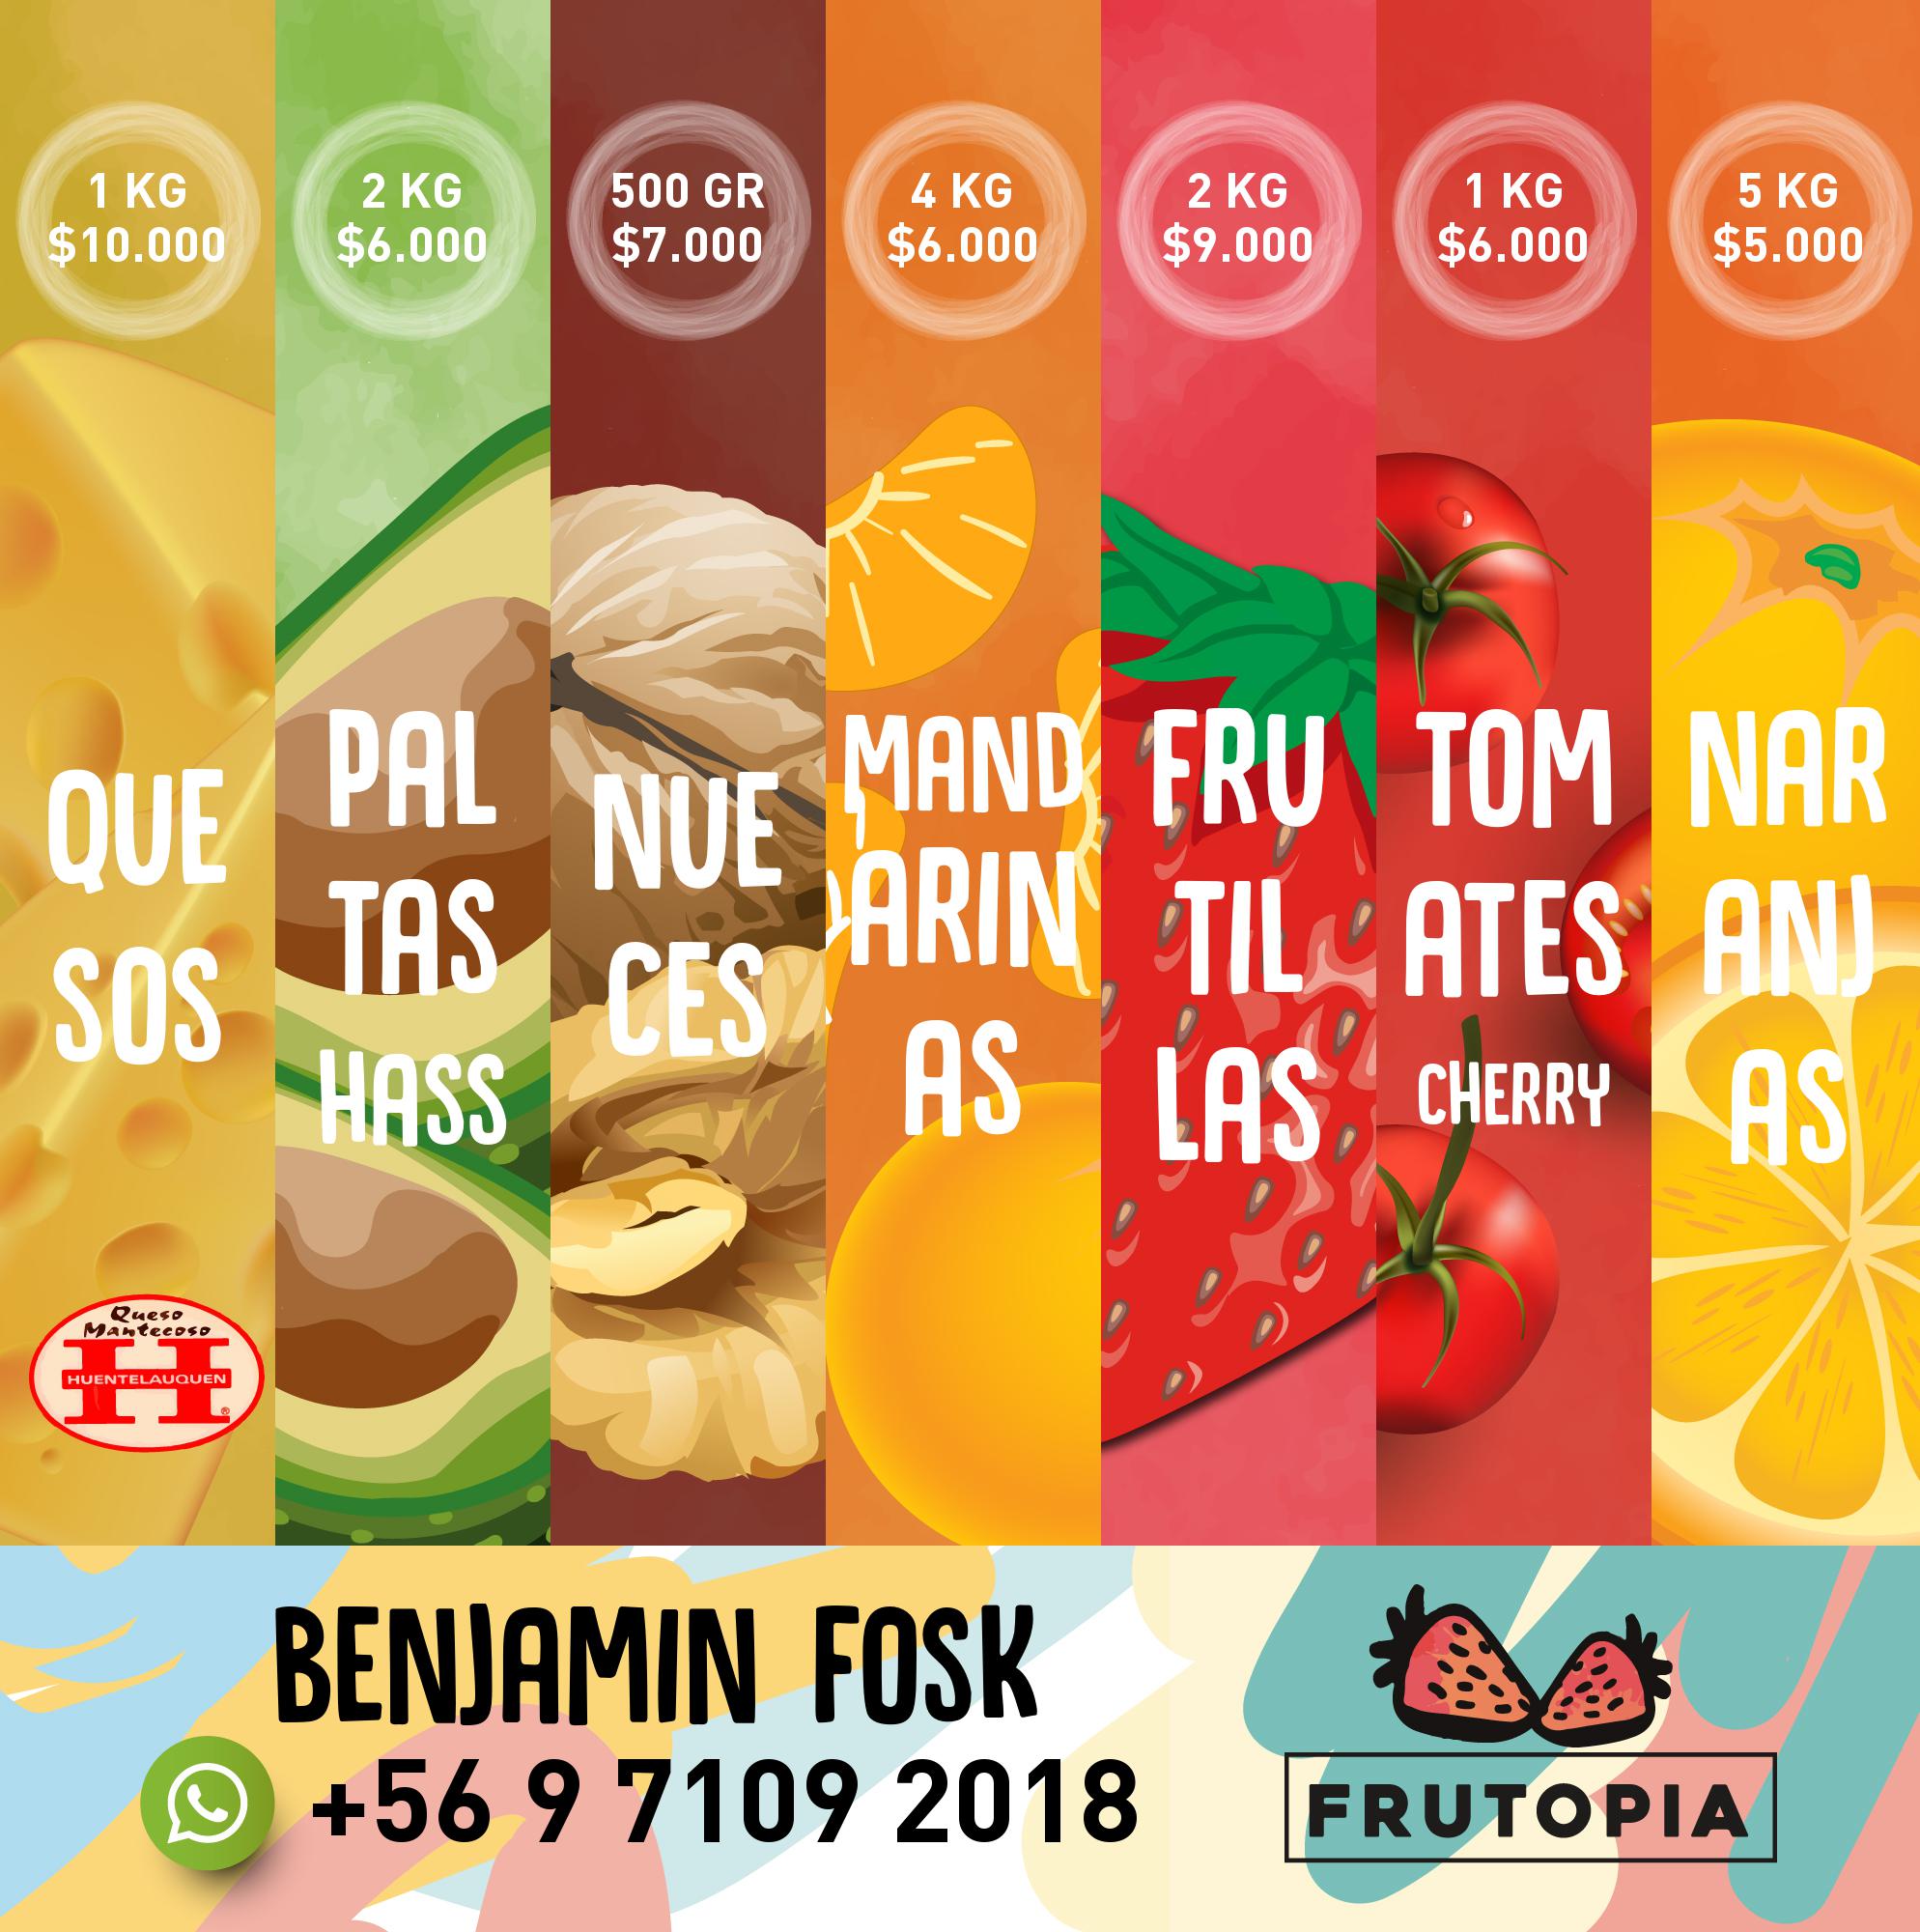 1 KG
$10.000
QUE
SOS
Queso
Mantecoso
H
HUENTELAUQUEN
®
2 KG
$6.000
PAL
TAS
HASS
500 GR
$7.000
NUE
CES
4 KG
$6.000
MAND
ARIN
AS
2 KG
$9.000
FRU
TIL
LAS
1 KG
$6.000
TOM
ATES
CHERRY
5 KG
$5.000
NAR
ANJ
AS
BENJAMIN FOSK
+56 9 7109 2018
FRUTOPIA